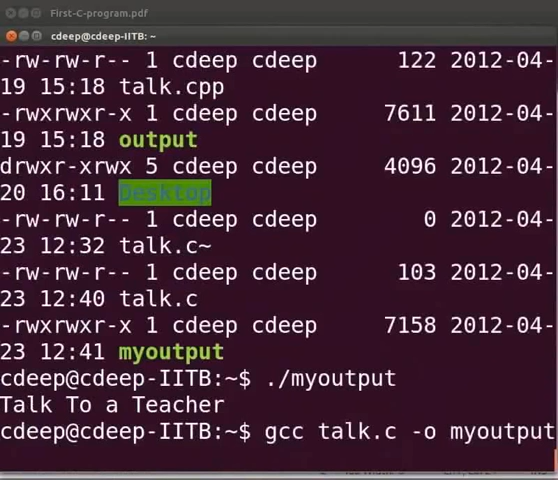 First-C-program.pdf
cdeep@cdeep-IITB: ~
-rw-rw-r-- 1 cdeep cdeep 122 2012-04-
19 15:18 talk.cpp
-rwxrwxr-x 1 cdeep cdeep 7611 2012-04-
19 15:18 output
drwxr-xrwx 5 cdeep cdeep 4096 2012-04-
20 16:11 Desktop
-rw-rw-r-- 1 cdeep cdeep 0 2012-04-
23 12:32 talk.c~
-rw-rw-r-- 1 cdeep cdeep 103 2012-04-
23 12:40 talk.c
-rwxrwxr-x 1 cdeep cdeep 7158 2012-04-
23 12:41 myoutput
cdeep@cdeep-IITB:~$ ./myoutput
Talk To a Teacher
cdeep@cdeep-IITB:~$ gcc talk.c -o myoutput